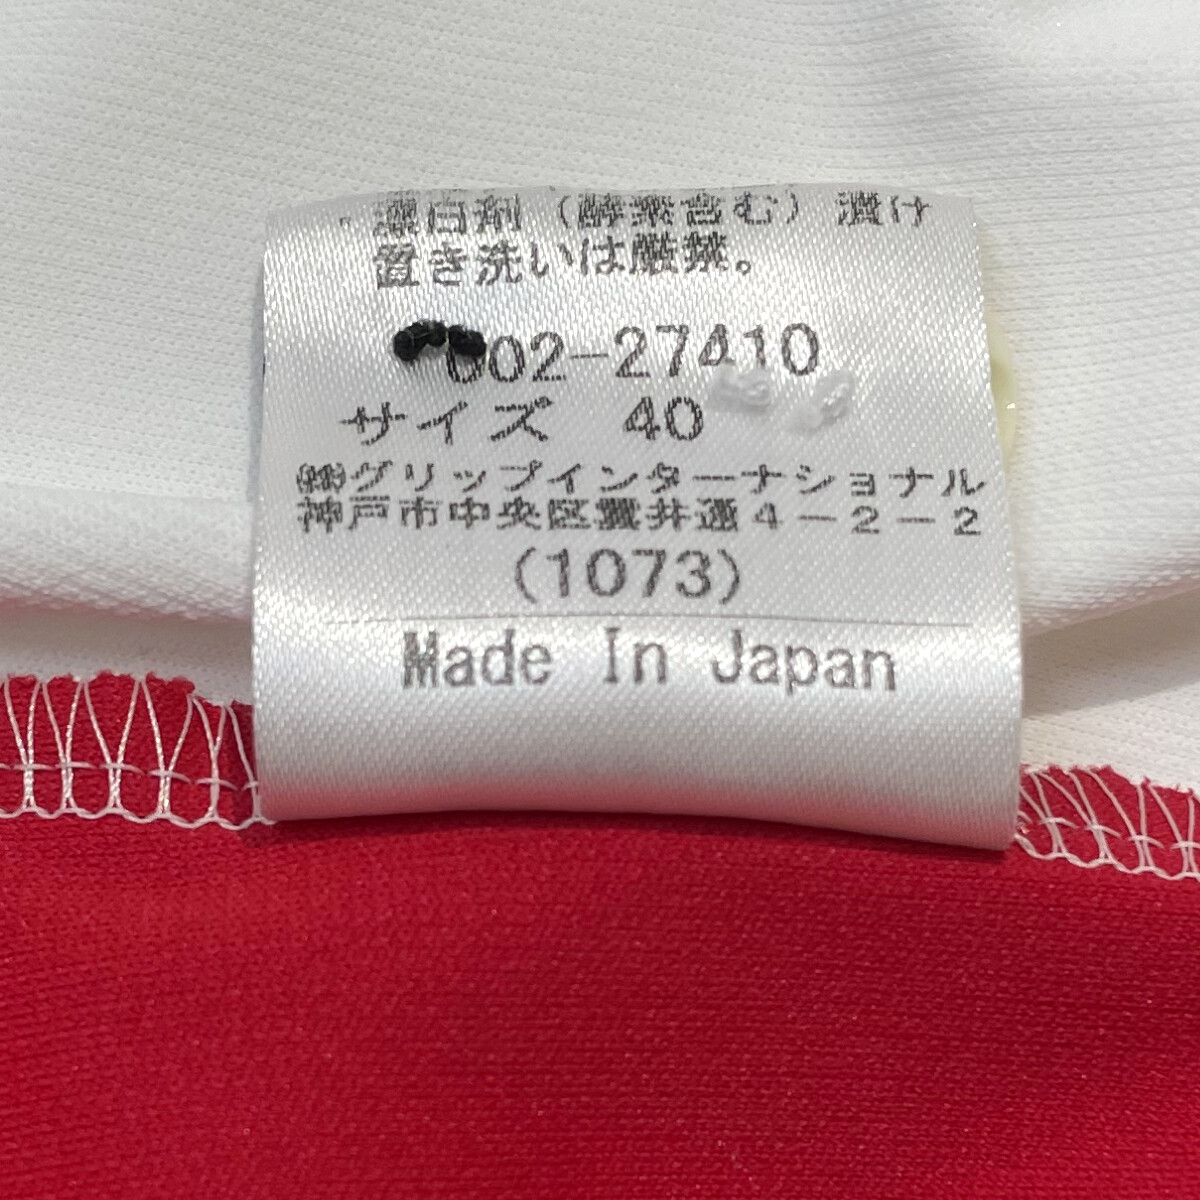 ・漂白剤（酵素含む）漬け
置き洗いは厳禁。
002-27410
サイズ 40
㈱グリップインターナショナル
神戸市中央区雲井通4-2-2
(1073)
Made In Japan